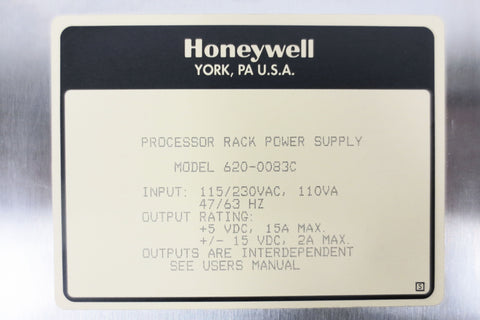 Honeywell
YORK, PA U.S.A.
PROCESSOR RACK POWER SUPPLY
MODEL 620-0083C
INPUT: 115/230VAC, 110VA
47/63 HZ
OUTPUT RATING:
+5 VDC, 15A MAX.
+/- 15 VDC, 2A MAX.
OUTPUTS ARE INTERDEPENDENT
SEE USERS MANUAL
S